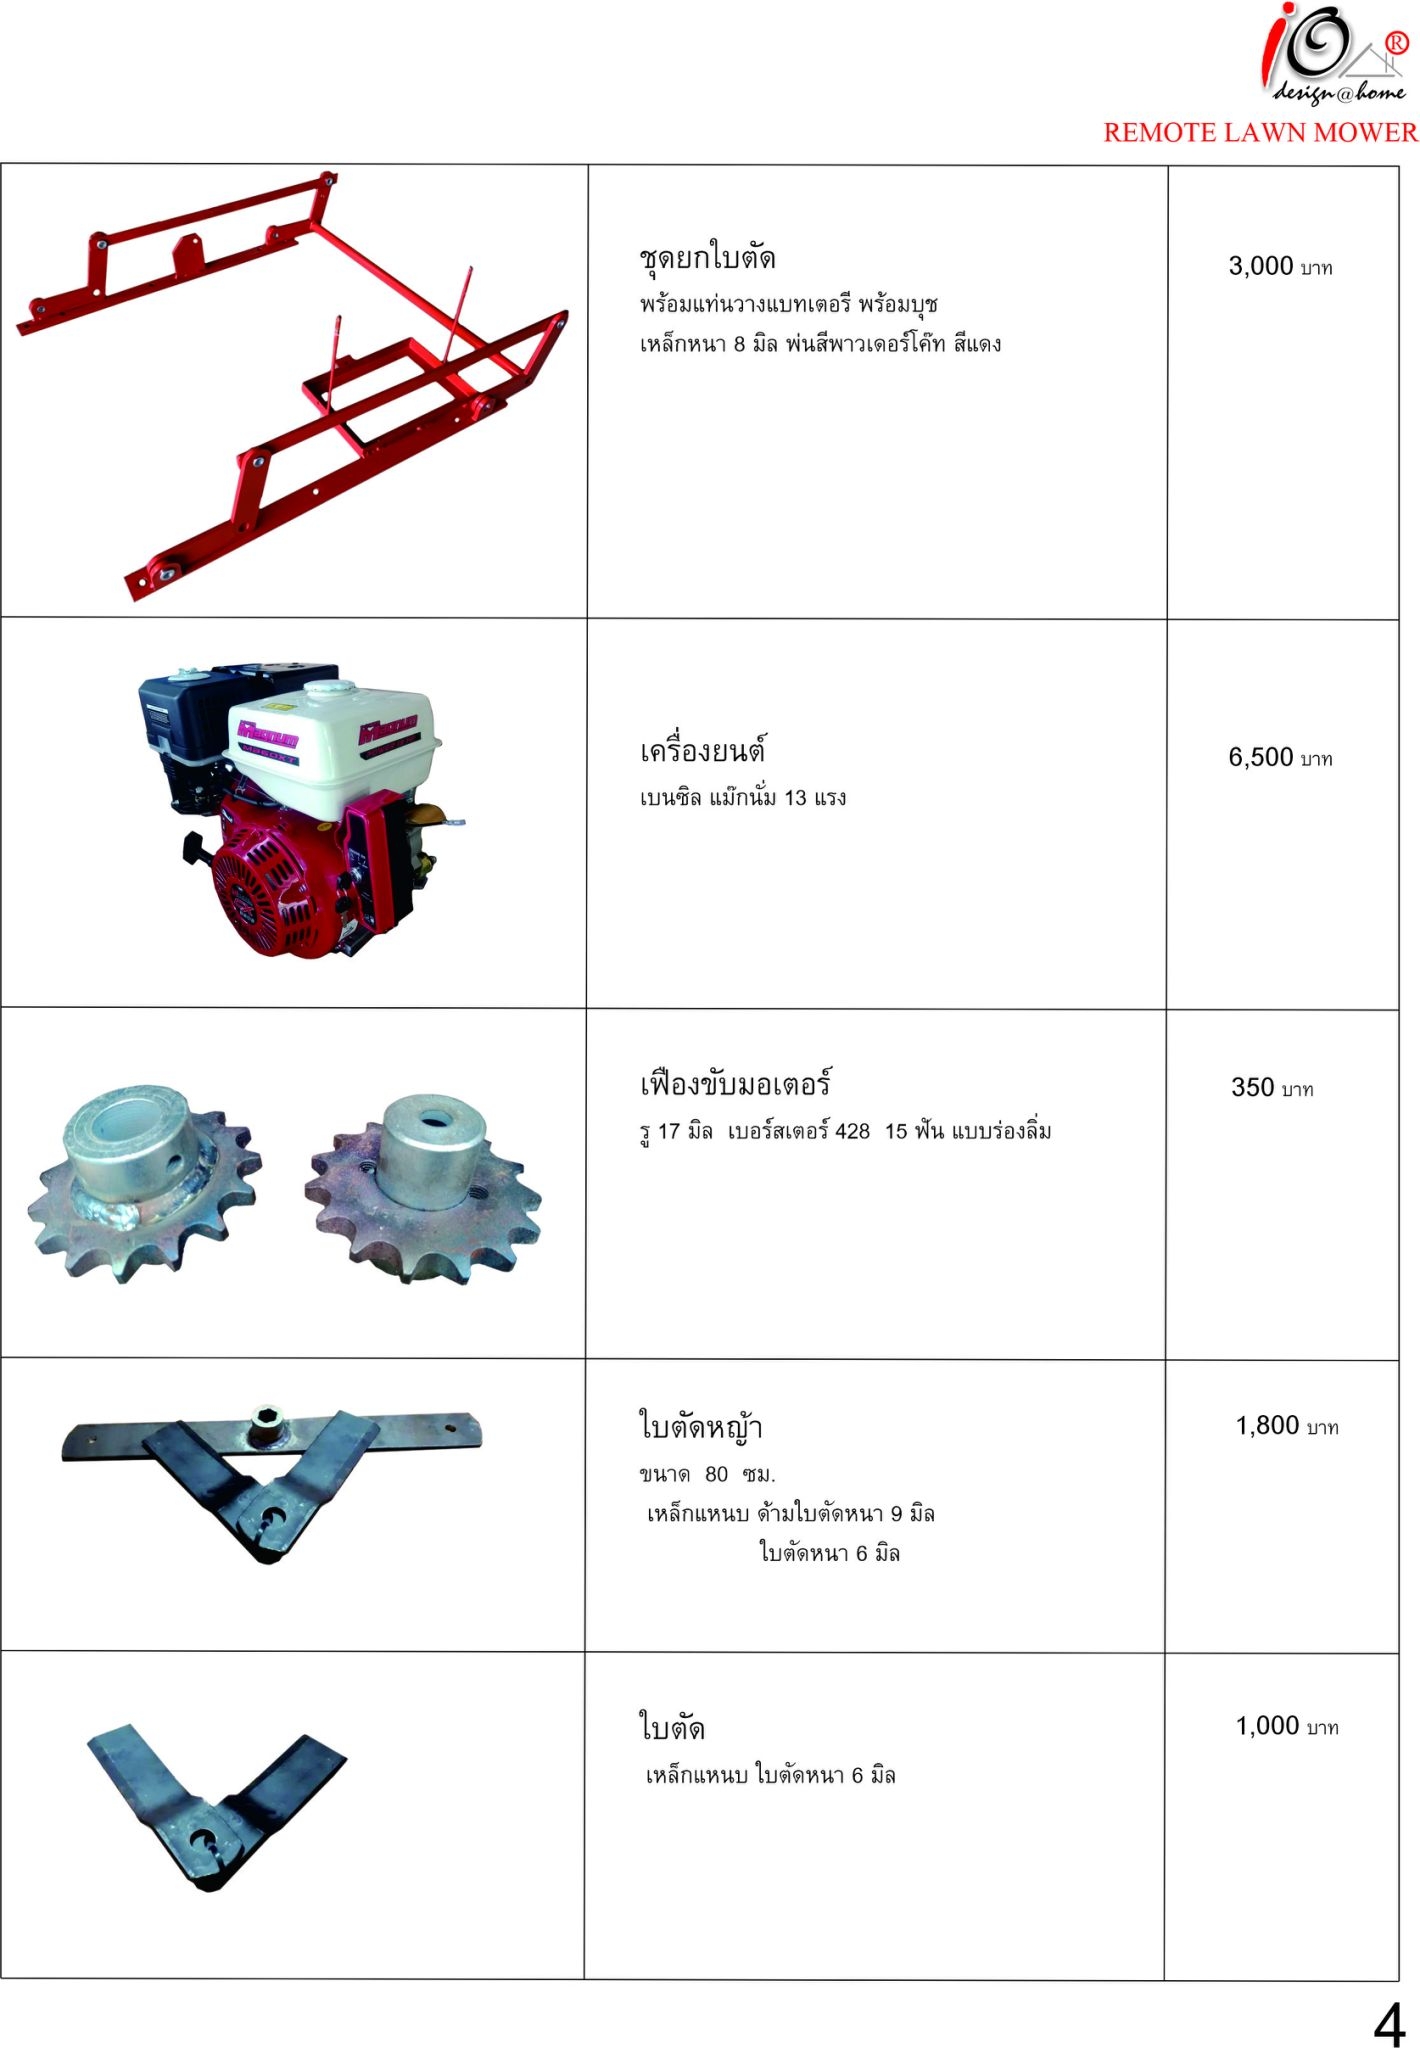 design@home
®
REMOTE LAWN MOWER
ชุดยกใบตัด
พร้อมแท่นวางแบทเตอรี พร้อมบุช
เหล็กหนา 8 มิล พ่นสีพาวเดอร์โค๊ท สีแดง
3,000 บาท
Magnum
MB60XT
Magnum
เครื่องยนต์
เบนซิล แม๊กนั่ม 13 แรง
6,500 บาท
เฟืองขับมอเตอร์
รู 17 มิล เบอร์สเตอร์ 428 15 ฟัน แบบร่องลิ่ม
350 บาท
ใบตัดหญ้า
ขนาด 80 ซม.
เหล็กแหนบ ด้ามใบตัดหนา 9 มิล
ใบตัดหนา 6 มิล
1,800 บาท
ใบตัด
เหล็กแหนบ ใบตัดหนา 6 มิล
1,000 บาท
4